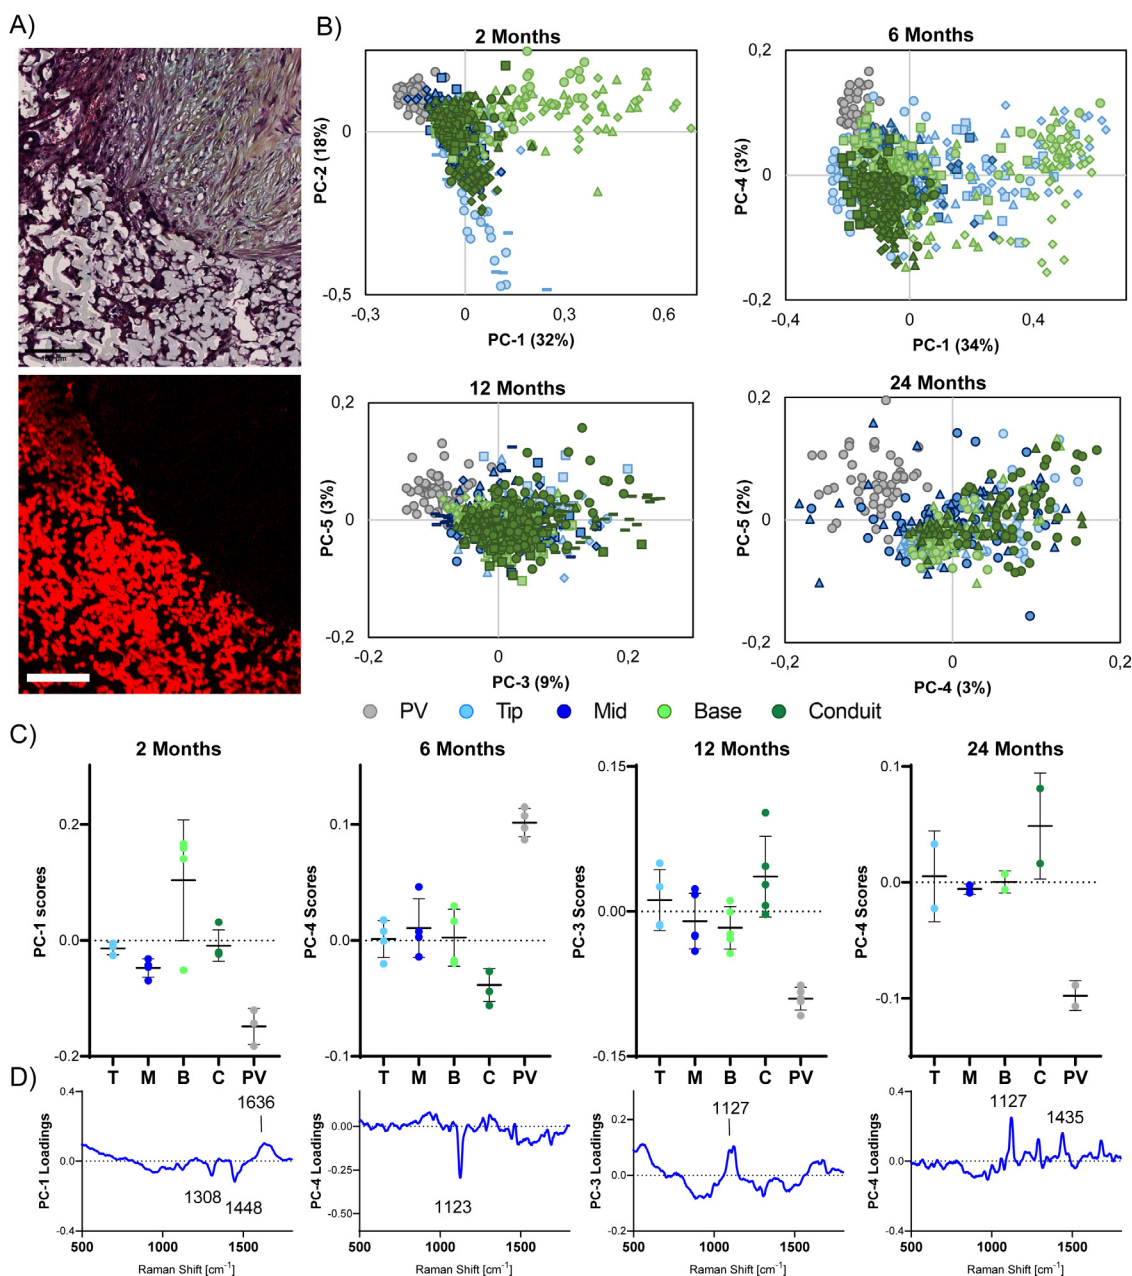 A)
B)
2 Months
0
-0,5
PC-2 (18%)
-0,3
0
0,3
0,6
PC-1 (32%)
6 Months
0,2
0
-0,2
PC-4 (3%)
-0,4
0
0,4
PC-1 (34%)
12 Months
0,2
0
-0,2
PC-5 (3%)
-0,2
0
0,2
PC-3 (9%)
24 Months
0,2
0
-0,2
PC-5 (2%)
-0,2
0
0,2
PC-4 (3%)
PV
Tip
Mid
Base
Conduit
C)
2 Months
0.2
0.0
-0.2
PC-1 scores
T M B C PV
6 Months
0.1
0.0
-0.1
PC-4 Scores
T M B C PV
12 Months
0.15
0.00
-0.15
PC-3 Scores
T M B C PV
24 Months
0.1
0.0
-0.1
PC-4 Scores
T M B C PV
D)
0.4
0.0
-0.4
PC-1 Loadings
1636
1308
1448
500 1000 1500
Raman Shift [cm-1]
0.00
-0.25
-0.50
PC-4 Loadings
1123
500 1000 1500
Raman Shift [cm-1]
0.2
0.0
-0.2
PC-3 Loadings
1127
500 1000 1500
Raman Shift [cm-1]
0.4
0.0
-0.4
PC-4 Loadings
1127
1435
500 1000 1500
Raman Shift [cm-1]